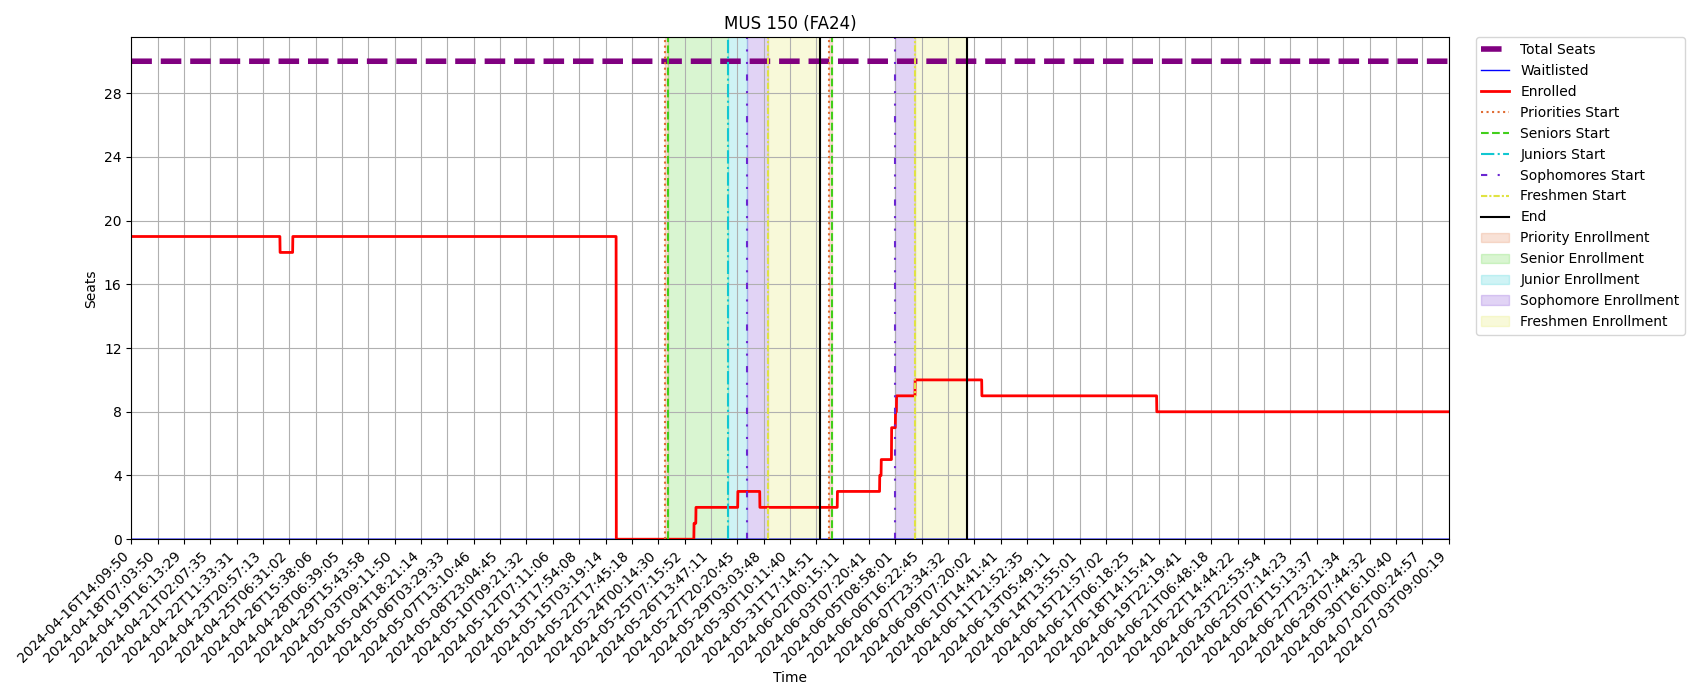 MUS 150 (FA24)
Total Seats
Waitlisted
Enrolled
Priorities Start
Seniors Start
Juniors Start
Sophomores Start
Freshmen Start
End
Priority Enrollment
Senior Enrollment
Junior Enrollment
Sophomore Enrollment
Freshmen Enrollment
Seats
28
24
20
16
12
8
4
0
2024-04-16T14:09:50
2024-04-18T07:03:50
2024-04-19T16:13:29
2024-04-21T02:07:35
2024-04-22T11:33:31
2024-04-23T20:57:13
2024-04-25T06:31:02
2024-04-26T15:38:06
2024-04-28T06:39:05
2024-04-29T15:43:58
2024-05-03T09:11:50
2024-05-04T18:21:14
2024-05-06T03:29:33
2024-05-07T13:10:46
2024-05-08T23:04:45
2024-05-10T09:21:32
2024-05-12T07:11:06
2024-05-13T17:54:08
2024-05-15T03:19:14
2024-05-22T17:45:18
2024-05-24T00:14:30
2024-05-25T07:15:52
2024-05-26T13:47:11
2024-05-27T20:20:45
2024-05-29T03:03:48
2024-05-30T10:11:40
2024-05-31T17:14:51
2024-06-02T00:15:11
2024-06-03T07:20:41
2024-06-05T08:58:01
2024-06-06T16:22:45
2024-06-07T23:34:32
2024-06-09T07:20:02
2024-06-10T14:41:41
2024-06-11T21:52:35
2024-06-13T05:49:11
2024-06-14T13:55:01
2024-06-15T21:57:02
2024-06-17T06:18:25
2024-06-18T14:15:41
2024-06-19T22:19:41
2024-06-21T06:48:18
2024-06-22T14:44:22
2024-06-23T22:53:54
2024-06-25T07:14:23
2024-06-26T15:13:37
2024-06-27T23:21:34
2024-06-29T07:44:32
2024-06-30T16:10:40
2024-07-02T00:24:57
2024-07-03T09:00:19
Time